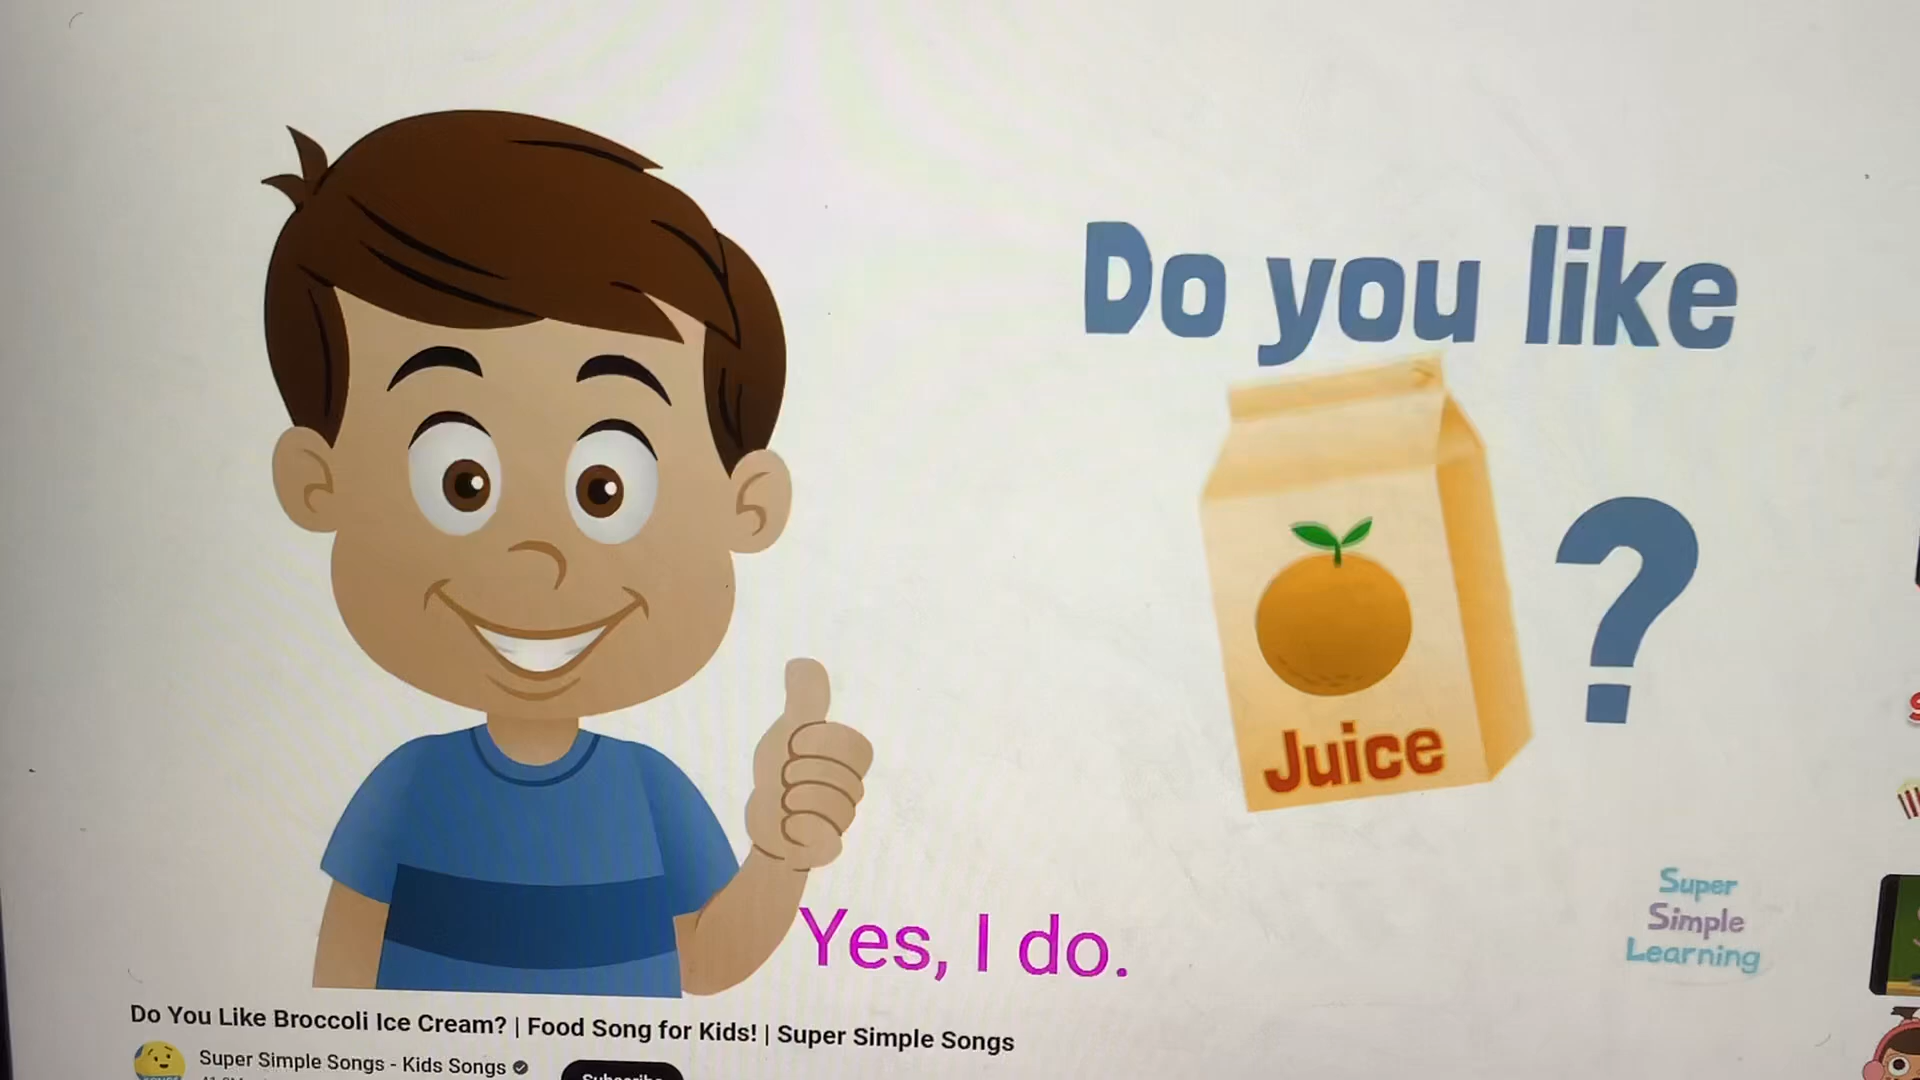 Do you like
?
Juice
Yes, I do.
Super
Simple
Learning
Do You Like Broccoli Ice Cream? | Food Song for Kids! | Super Simple Songs
Super Simple Songs - Kids Songs
Subscribe